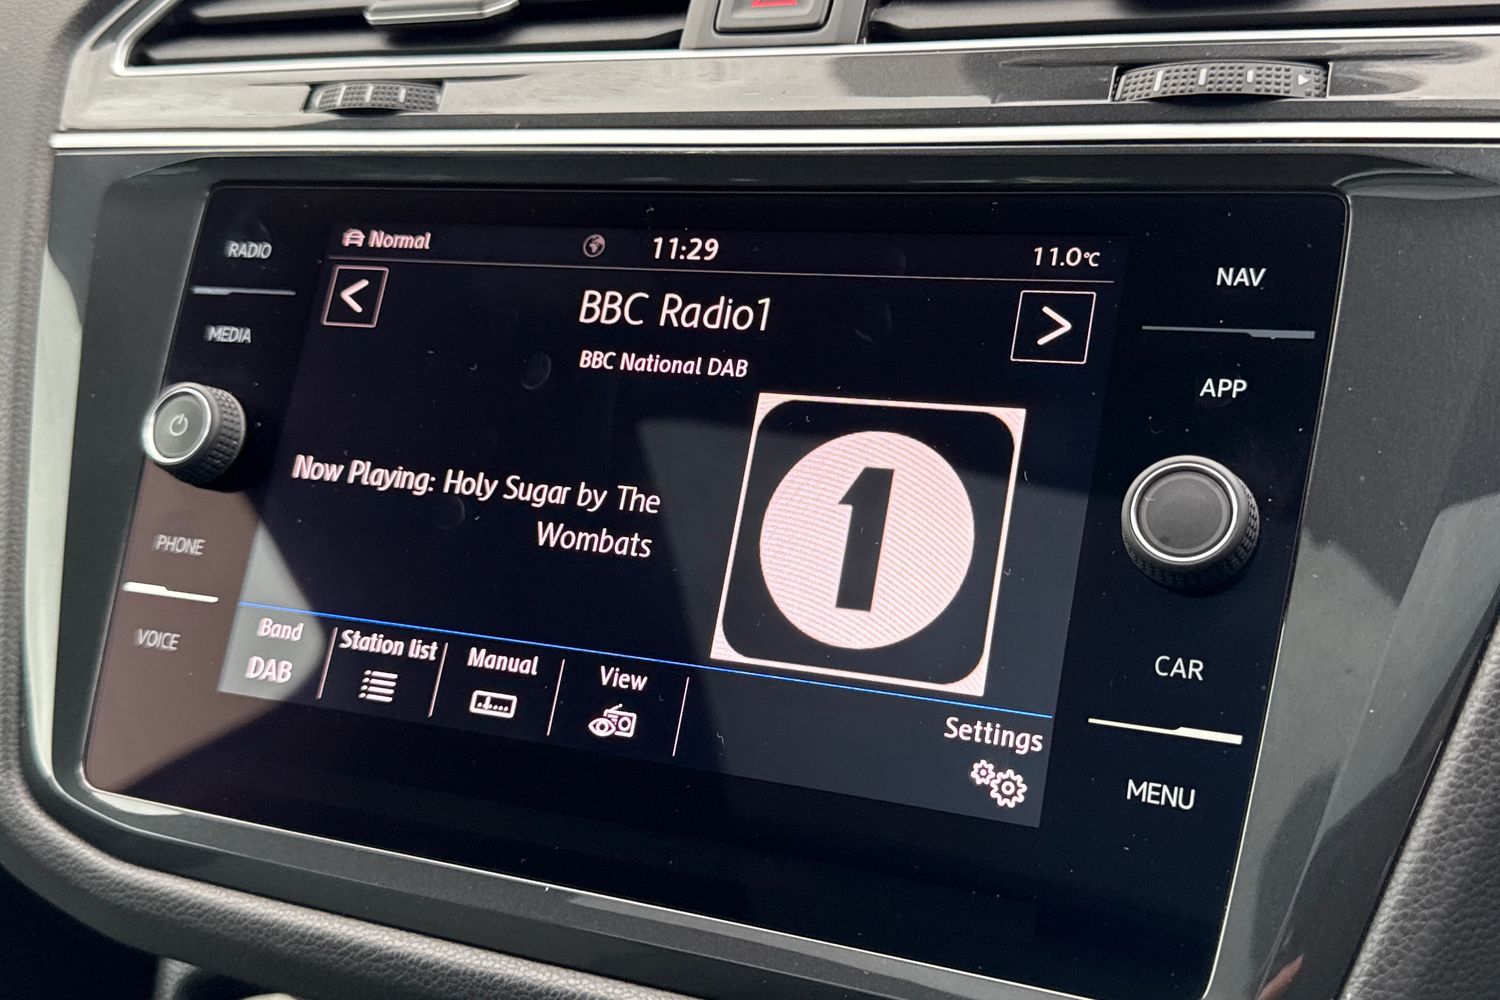 RADIO
MEDIA
PHONE
VOICE
Normal
11:29
11.0°C
<
BBC Radio1
>
BBC National DAB
Now Playing: Holy Sugar by The
Wombats
1
Band
DAB
Station list
Manual
View
Settings
NAV
APP
CAR
MENU